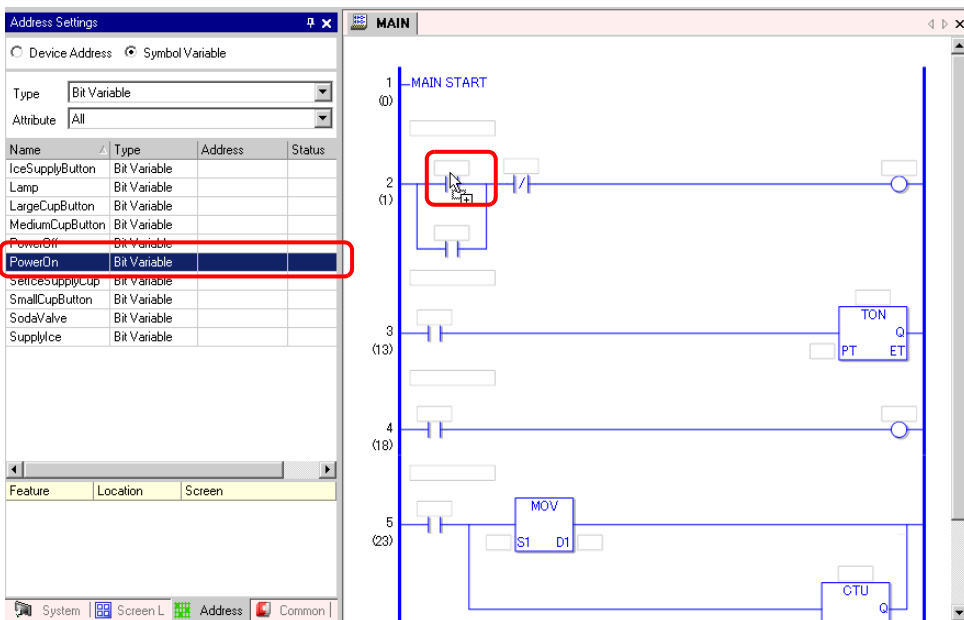 Address Settings
Device Address Symbol Variable
Type Bit Variable
Attribute All
Name Type Address Status
IceSupplyButton Bit Variable
Lamp Bit Variable
LargeCupButton Bit Variable
MediumCupButton Bit Variable
PowerOff Bit Variable
PowerOn Bit Variable
SetIceSupplyCup Bit Variable
SmallCupButton Bit Variable
SodaValve Bit Variable
SupplyIce Bit Variable
Feature Location Screen
System Screen L Address Common
MAIN
1 MAIN START
(0)
2
(1)
3 TON
Q
(13) PT ET
4
(18)
5 MOV
(23) S1 D1
CTU
Q